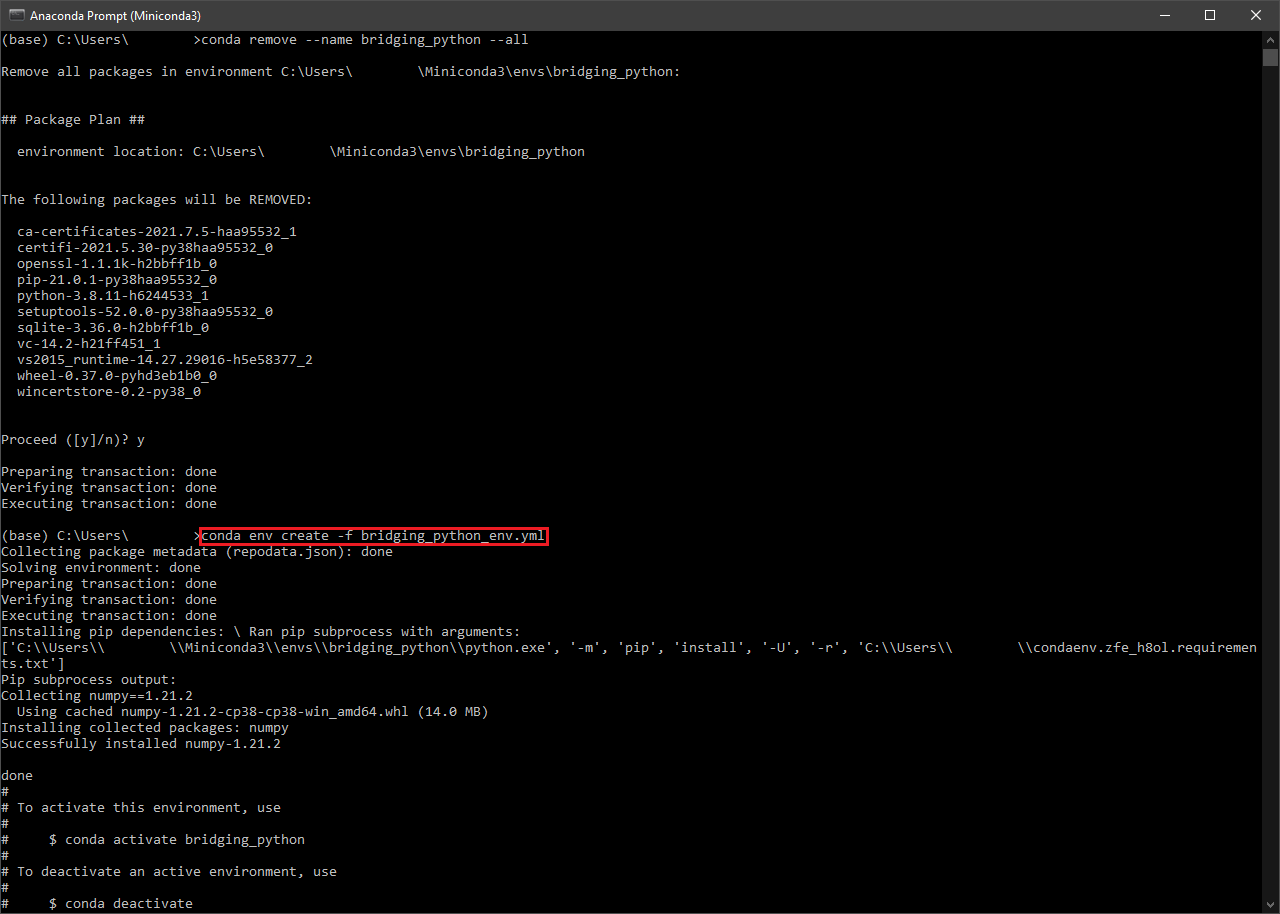 Anaconda Prompt (Miniconda3)
(base) C:\Users\        >conda remove --name bridging_python --all
Remove all packages in environment C:\Users\        \Miniconda3\envs\bridging_python:
## Package Plan ##
  environment location: C:\Users\        \Miniconda3\envs\bridging_python
The following packages will be REMOVED:
  ca-certificates-2021.7.5-haa95532_1
  certifi-2021.5.30-py38haa95532_0
  openssl-1.1.1k-h2bbff1b_0
  pip-21.0.1-py38haa95532_0
  python-3.8.11-h6244533_1
  setuptools-52.0.0-py38haa95532_0
  sqlite-3.36.0-h2bbff1b_0
  vc-14.2-h21ff451_1
  vs2015_runtime-14.27.29016-h5e58377_2
  wheel-0.37.0-pyhd3eb1b0_0
  wincertstore-0.2-py38_0
Proceed ([y]/n)? y
Preparing transaction: done
Verifying transaction: done
Executing transaction: done
(base) C:\Users\        >conda env create -f bridging_python_env.yml
Collecting package metadata (repodata.json): done
Solving environment: done
Preparing transaction: done
Verifying transaction: done
Executing transaction: done
Installing pip dependencies: \ Ran pip subprocess with arguments:
['C:\\Users\\        \\Miniconda3\\envs\\bridging_python\\python.exe', '-m', 'pip', 'install', '-U', '-r', 'C:\\Users\\        \\condaenv.zfe_h8ol.requiremen
ts.txt']
Pip subprocess output:
Collecting numpy==1.21.2
  Using cached numpy-1.21.2-cp38-cp38-win_amd64.whl (14.0 MB)
Installing collected packages: numpy
Successfully installed numpy-1.21.2
done
#
# To activate this environment, use
#
#     $ conda activate bridging_python
#
# To deactivate an active environment, use
#
#     $ conda deactivate